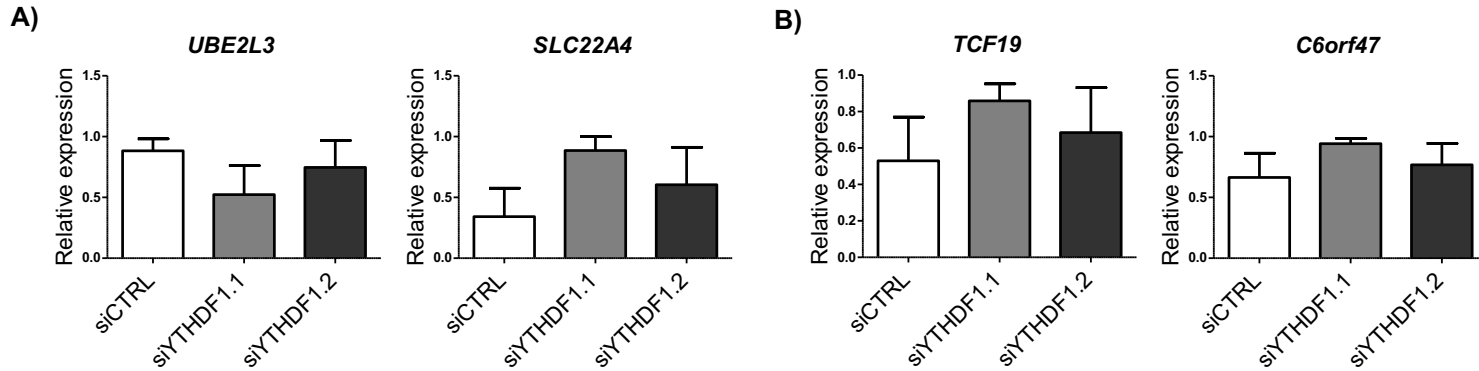 A)
UBE2L3
Relative expression
1.5
1.0
0.5
0.0
siCTRL
siYTHDF1.1
siYTHDF1.2
SLC22A4
Relative expression
1.5
1.0
0.5
0.0
siCTRL
siYTHDF1.1
siYTHDF1.2
B)
TCF19
Relative expression
1.0
0.8
0.6
0.4
0.2
0.0
siCTRL
siYTHDF1.1
siYTHDF1.2
C6orf47
Relative expression
1.5
1.0
0.5
0.0
siCTRL
siYTHDF1.1
siYTHDF1.2